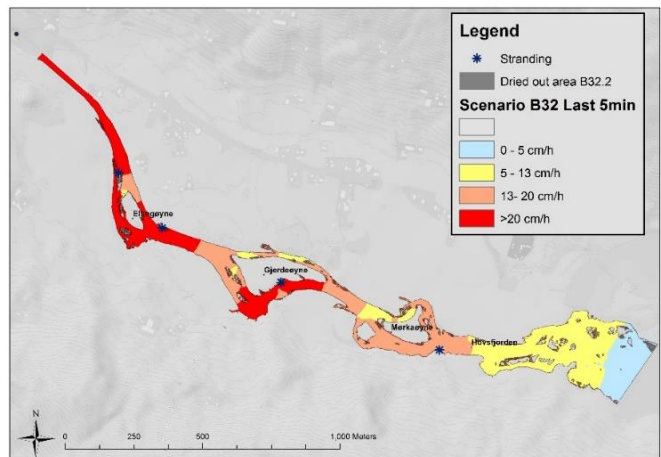 Legend
Stranding
Dried out area B32.2
Scenario B32 Last 5min
0 - 5 cm/h
5 - 13 cm/h
13- 20 cm/h
>20 cm/h
Gjerdeøyne
Mørkaøyne
Hovsfjorden
N
0 250 500 1,000 Meters